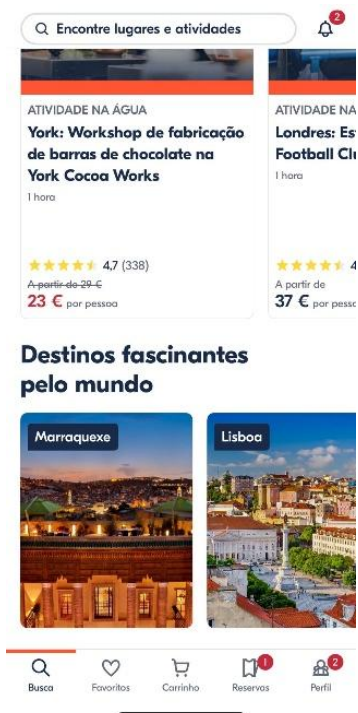 Encontre lugares e atividades
2
ATIVIDADE NA ÁGUA
York: Workshop de fabricação
de barras de chocolate na
York Cocoa Works
1 hora
4,7 (338)
A partir de 29 €
23 € por pessoa
ATIVIDADE NA
Londres: Es
Football Cl
1 hora
4
A partir de
37 € por pesso
Destinos fascinantes
pelo mundo
Marraquexe
Lisboa
Busca
Favoritos
Carrinho
1
Reservas
2
Perfil